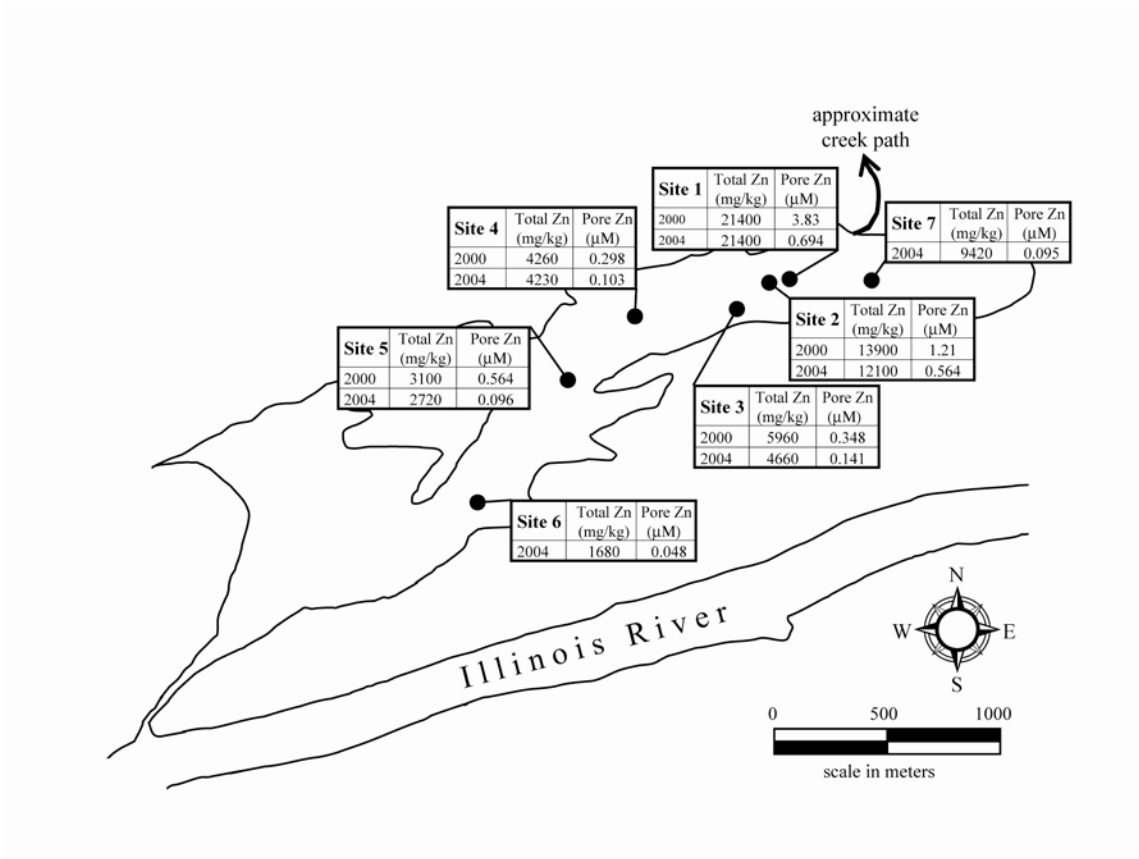 approximate
creek path
Site 1 Total Zn (mg/kg) Pore Zn (μM)
2000 21400 3.83
2004 21400 0.694
Site 7 Total Zn (mg/kg) Pore Zn (μM)
2004 9420 0.095
Site 4 Total Zn (mg/kg) Pore Zn (μM)
2000 4260 0.298
2004 4230 0.103
Site 2 Total Zn (mg/kg) Pore Zn (μM)
2000 13900 1.21
2004 12100 0.564
Site 5 Total Zn (mg/kg) Pore Zn (μM)
2000 3100 0.564
2004 2720 0.096
Site 3 Total Zn (mg/kg) Pore Zn (μM)
2000 5960 0.348
2004 4660 0.141
Site 6 Total Zn (mg/kg) Pore Zn (μM)
2004 1680 0.048
Illinois River
N
W E
S
0 500 1000
scale in meters